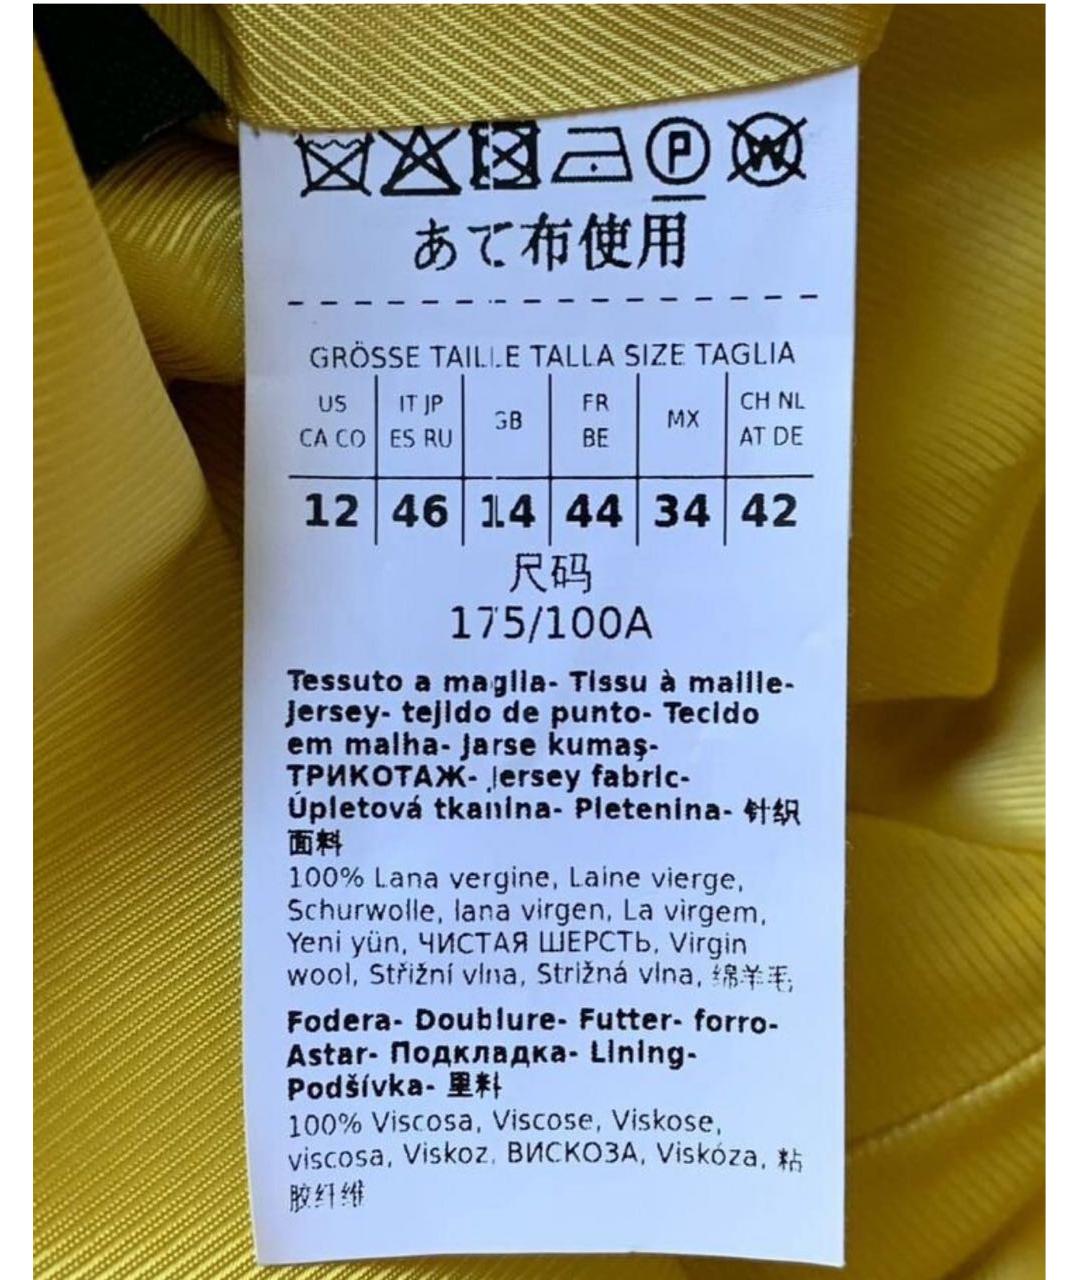 P W
あて布使用
GRÖSSE TAILLE TALLA SIZE TAGLIA
US IT JP GB FR MX CH NL
CA CO ES RU BE AT DE
12 46 14 44 34 42
尺码
175/100A
Tessuto a maglia- Tissu à maille-
Jersey- tejido de punto- Tecido
em malha- Jarse kumaş-
ТРИКОТАЖ- Jersey fabric-
Úpletová tkanina- Pletenina- 针织
面料
100% Lana vergine, Laine vierge,
Schurwolle, lana virgen, La virgem,
Yeni yün, ЧИСТАЯ ШЕРСТЬ, Virgin
wool, Střižní vlna, Strižná vlna, 绵羊毛
Fodera- Doublure- Futter- forro-
Astar- Подкладка- Lining-
Podšívka- 里料
100% Viscosa, Viscose, Viskose,
viscosa, Viskoz, ВИСКОЗА, Viskóza, 粘
胶纤维